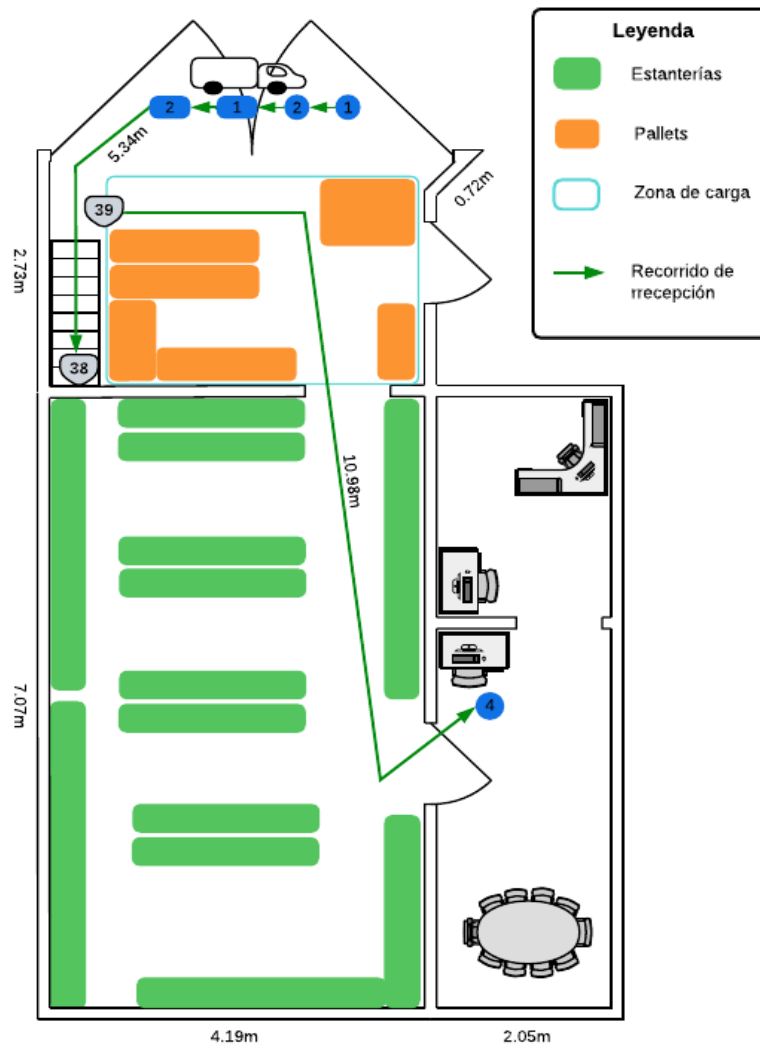 Leyenda
Estanterías
Pallets
Zona de carga
Recorrido de
rrecepción
2 1 2 1
5.34m
0.72m
39
2.73m
38
10.98m
4
7.07m
4.19m
2.05m